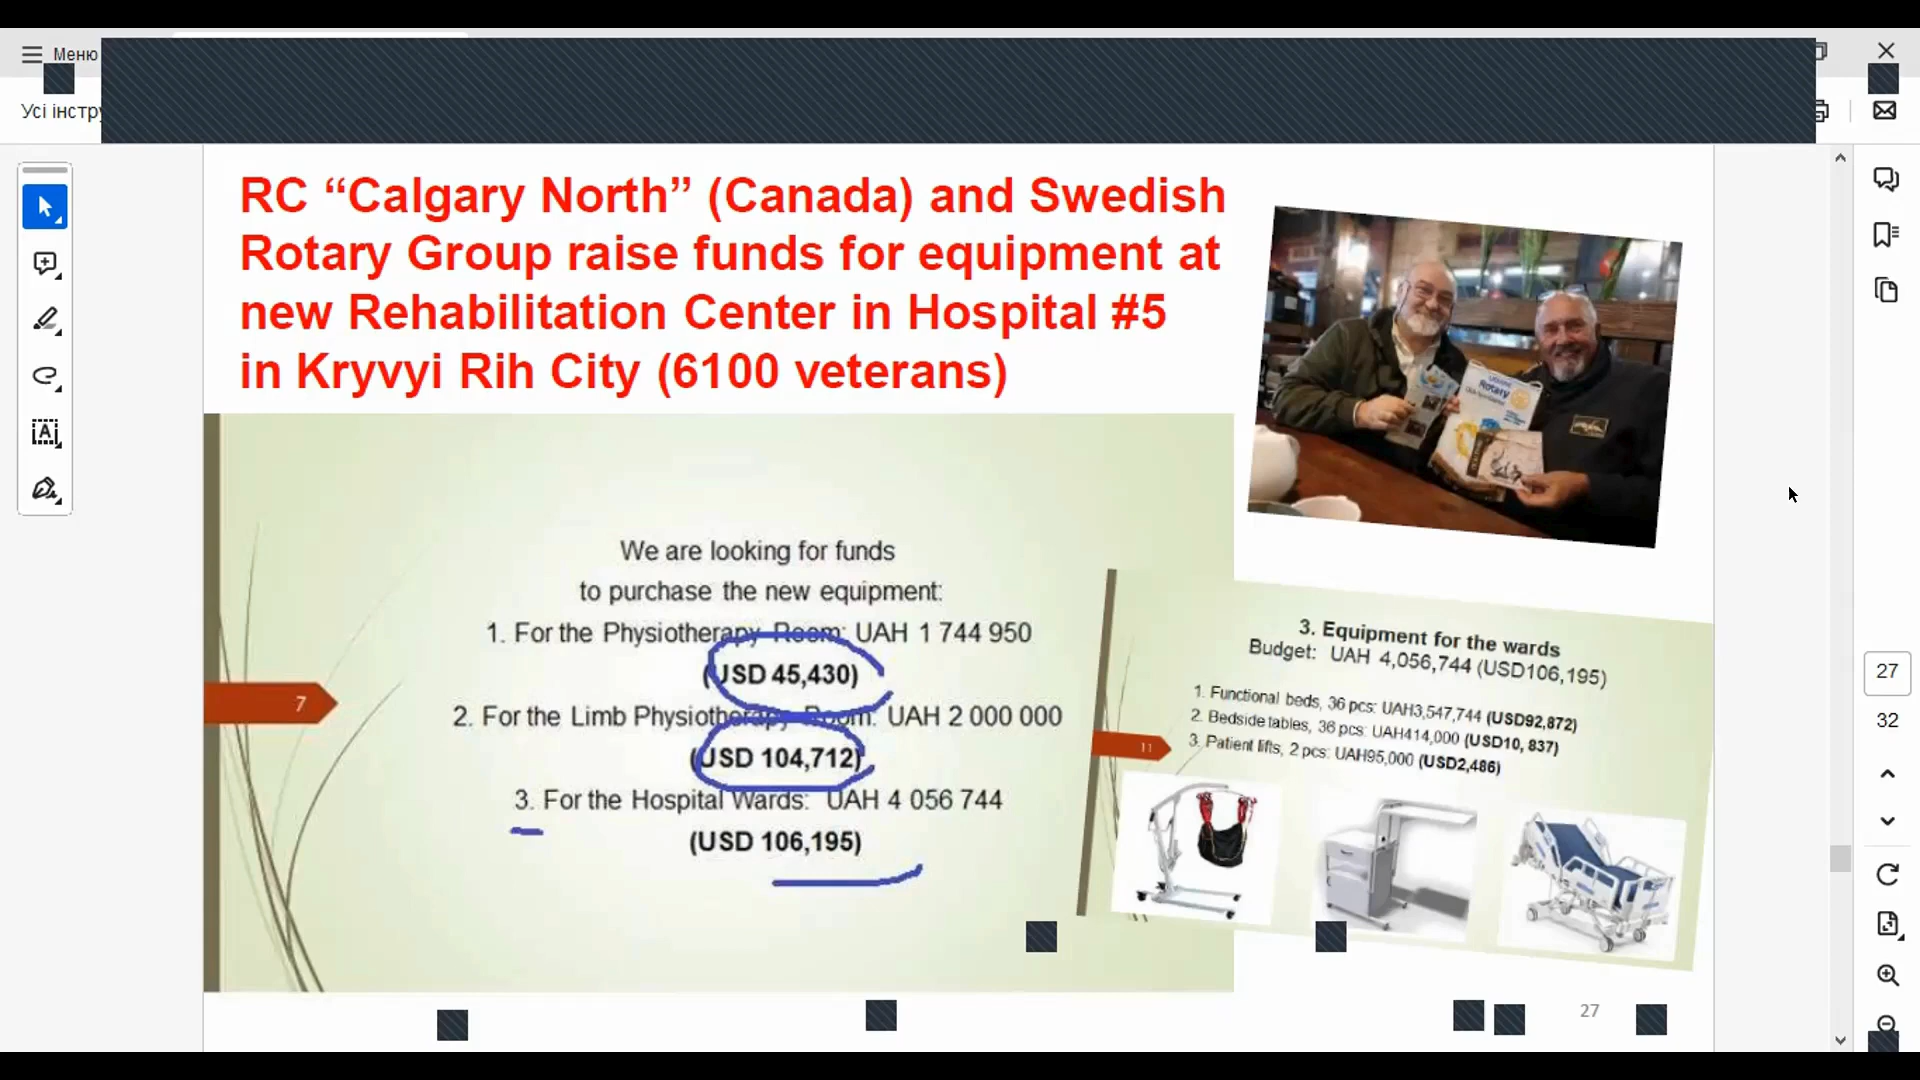 Меню
Усі інстру
RC “Calgary North” (Canada) and Swedish
Rotary Group raise funds for equipment at
new Rehabilitation Center in Hospital #5
in Kryvyi Rih City (6100 veterans)
Rotary
We are looking for funds
to purchase the new equipment:
1. For the Physiotherapy Room: UAH 1 744 950
(USD 45,430)
2. For the Limb Physiotherapy Room: UAH 2 000 000
(USD 104,712)
3. For the Hospital Wards: UAH 4 056 744
(USD 106,195)
7
3. Equipment for the wards
Budget: UAH 4,056,744 (USD106,195)
1. Functional beds, 36 pcs: UAH3,547,744 (USD92,872)
2. Bedside tables, 36 pcs: UAH414,000 (USD10, 837)
3. Patient lifts, 2 pcs: UAH95,000 (USD2,486)
11
27
27
32